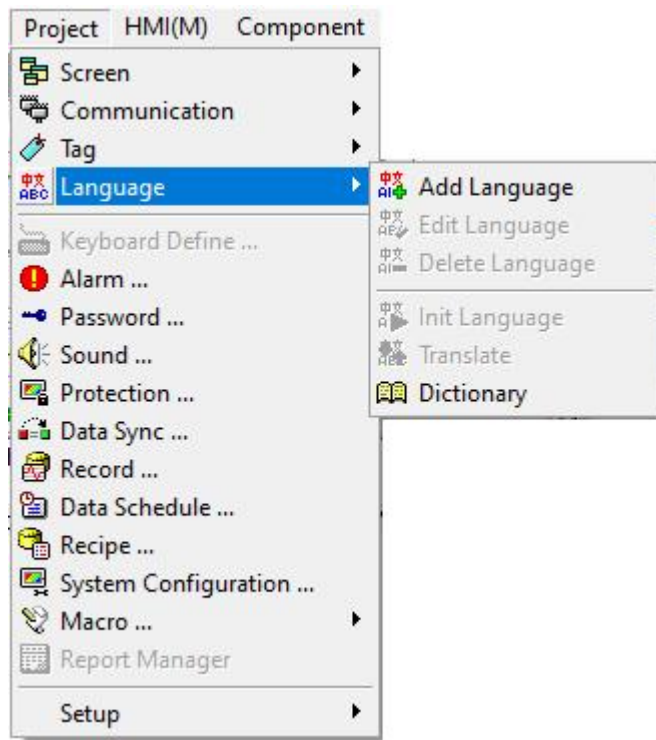 Project HMI(M) Component
Screen
Communication
Tag
Language
Keyboard Define ...
Alarm ...
Password ...
Sound ...
Protection ...
Data Sync ...
Record ...
Data Schedule ...
Recipe ...
System Configuration ...
Macro ...
Report Manager
Setup
Add Language
Edit Language
Delete Language
Init Language
Translate
Dictionary